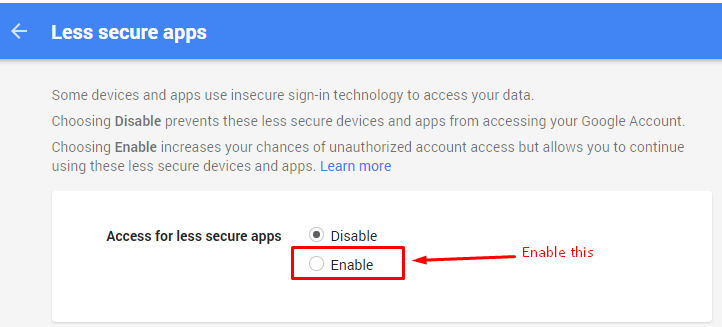 Less secure apps
Some devices and apps use insecure sign-in technology to access your data.
Choosing Disable prevents these less secure devices and apps from accessing your Google Account.
Choosing Enable increases your chances of unauthorized account access but allows you to continue
using these less secure devices and apps. Learn more
Access for less secure apps Disable
Enable
Enable this